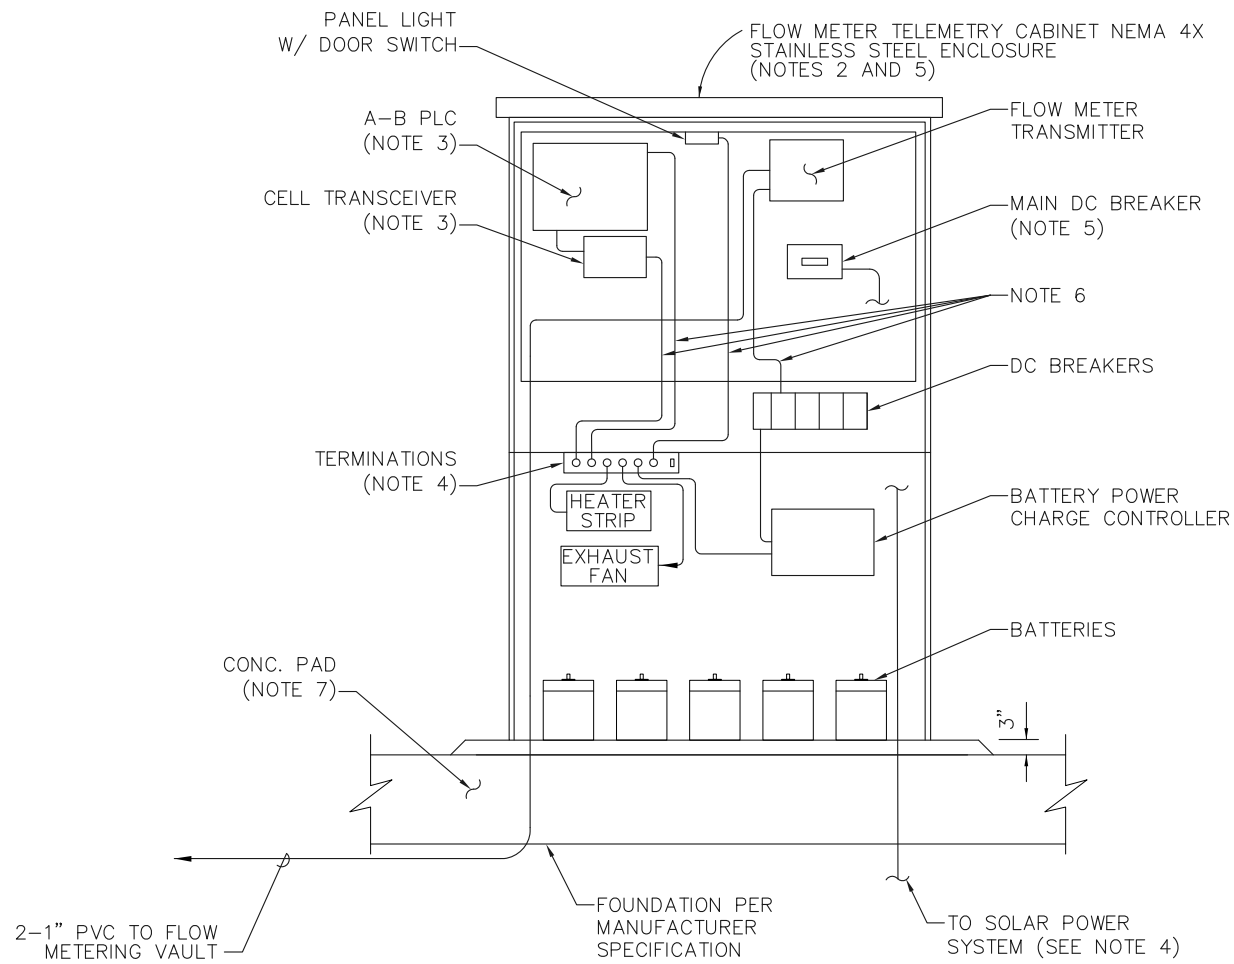 PANEL LIGHT
W/ DOOR SWITCH
FLOW METER TELEMETRY CABINET NEMA 4X
STAINLESS STEEL ENCLOSURE
(NOTES 2 AND 5)
A-B PLC
(NOTE 3)
FLOW METER
TRANSMITTER
CELL TRANSCEIVER
(NOTE 3)
MAIN DC BREAKER
(NOTE 5)
NOTE 6
DC BREAKERS
TERMINATIONS
(NOTE 4)
HEATER
STRIP
BATTERY POWER
CHARGE CONTROLLER
EXHAUST
FAN
BATTERIES
CONC. PAD
(NOTE 7)
3"
FOUNDATION PER
MANUFACTURER
SPECIFICATION
2-1" PVC TO FLOW
METERING VAULT
TO SOLAR POWER
SYSTEM (SEE NOTE 4)